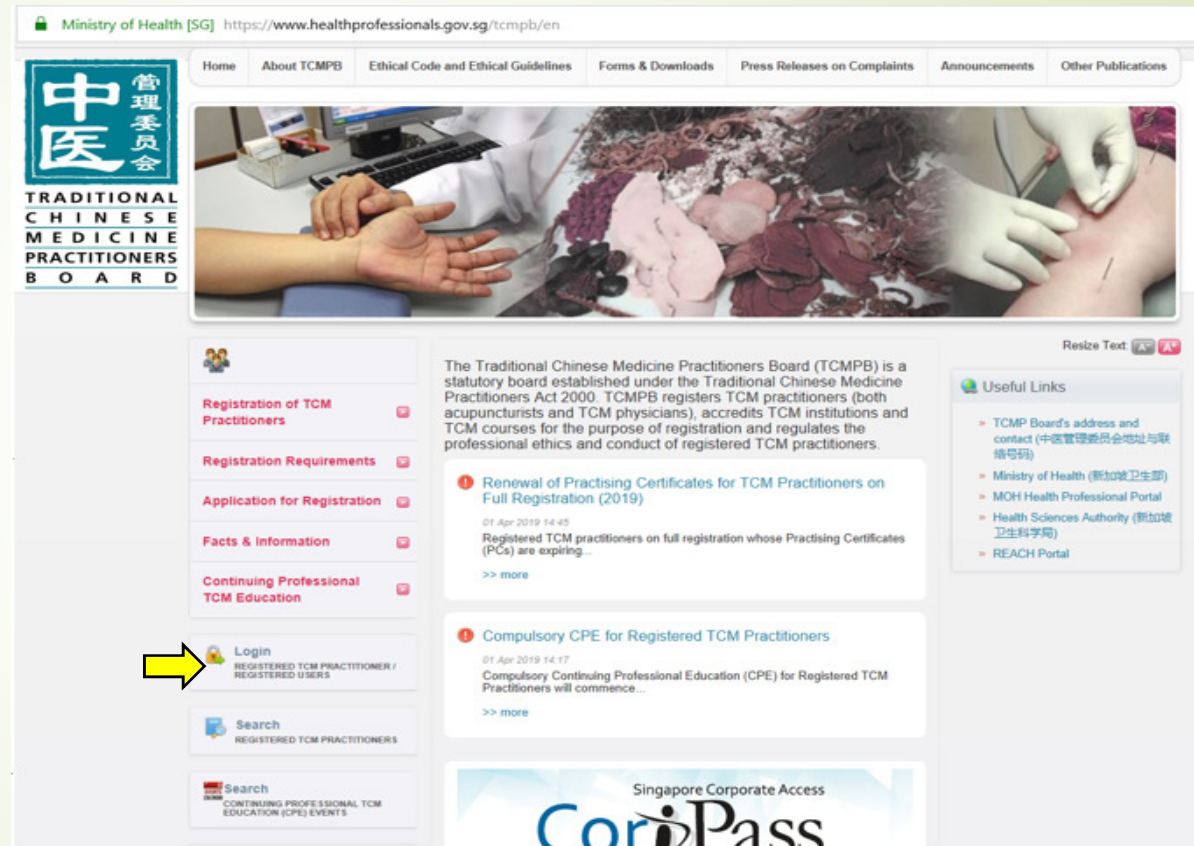 Ministry of Health [SG] https://www.healthprofessionals.gov.sg/tcmpb/en
Home About TCMPB Ethical Code and Ethical Guidelines Forms & Downloads Press Releases on Complaints Announcements Other Publications
中医
管理委员会
TRADITIONAL
CHINESE
MEDICINE
PRACTITIONERS
BOARD
Registration of TCM
Practitioners
Registration Requirements
Application for Registration
Facts & Information
Continuing Professional
TCM Education
Login
REGISTERED TCM PRACTITIONER /
REGISTERED USERS
Search
REGISTERED TCM PRACTITIONERS
Search
CONTINUING PROFESSIONAL TCM
EDUCATION (CPE) EVENTS
The Traditional Chinese Medicine Practitioners Board (TCMPB) is a
statutory board established under the Traditional Chinese Medicine
Practitioners Act 2000. TCMPB registers TCM practitioners (both
acupuncturists and TCM physicians), accredits TCM institutions and
TCM courses for the purpose of registration and regulates the
professional ethics and conduct of registered TCM practitioners.
Renewal of Practising Certificates for TCM Practitioners on
Full Registration (2019)
01 Apr 2019 14:45
Registered TCM practitioners on full registration whose Practising Certificates
(PCs) are expiring...
>> more
Compulsory CPE for Registered TCM Practitioners
01 Apr 2019 14:17
Compulsory Continuing Professional Education (CPE) for Registered TCM
Practitioners will commence...
>> more
Singapore Corporate Access
CorpPass
Resize Text:
Useful Links
» TCMP Board's address and
contact (中医管理委员会地址与联
络号码)
» Ministry of Health (新加坡卫生部)
» MOH Health Professional Portal
» Health Sciences Authority (新加坡
卫生科学局)
» REACH Portal